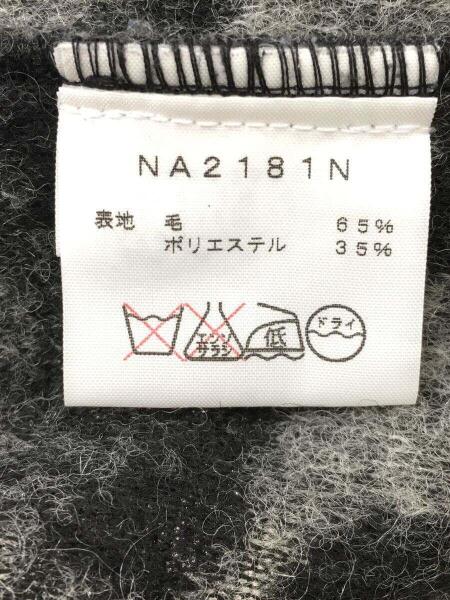 NA2181N
表地 毛 65%
ポリエステル 35%
エンソ
サラシ
低
ドライ